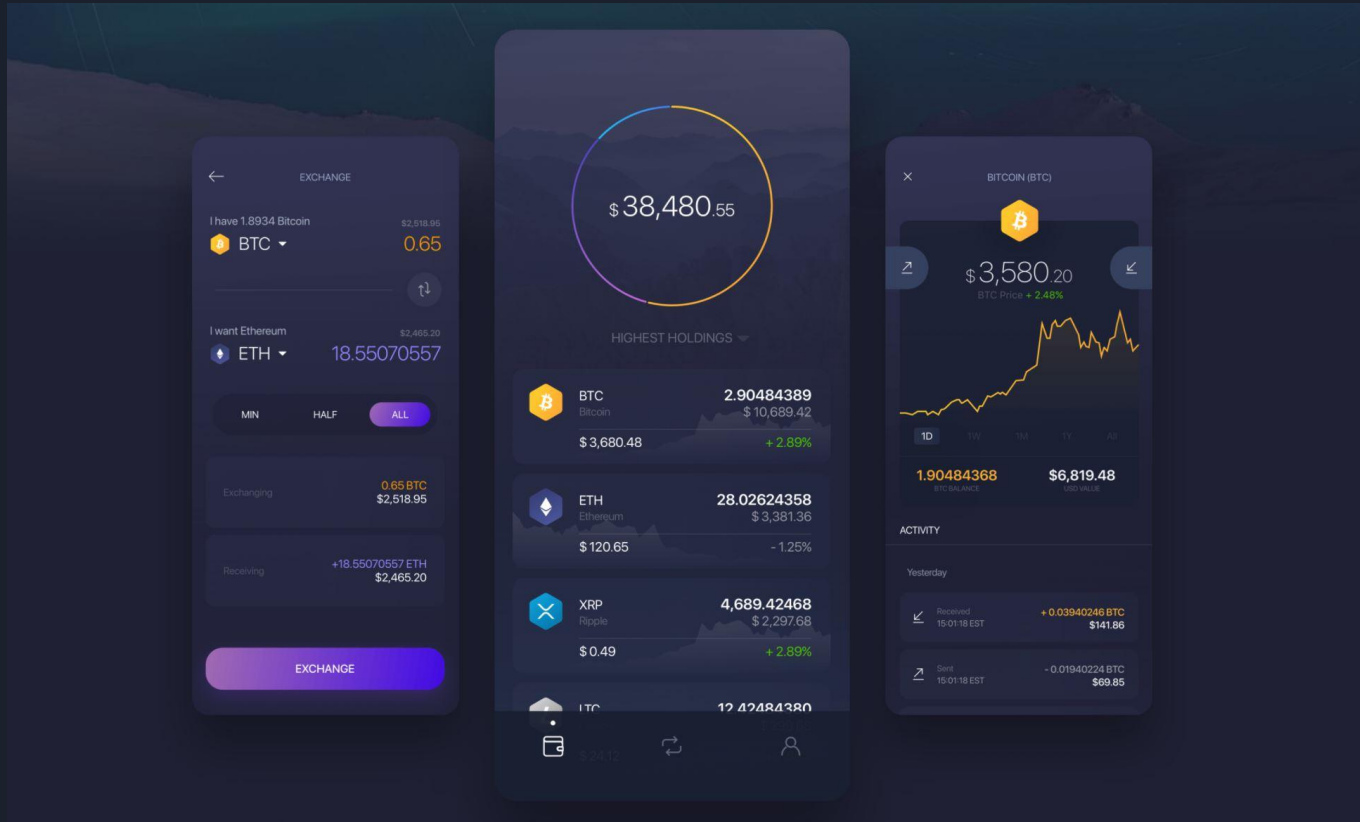 EXCHANGE
I have 1.8934 Bitcoin
$2,518.95
BTC
0.65
I want Ethereum
$2,465.20
ETH
18.55070557
MIN HALF ALL
Exchanging
0.65 BTC
$2,518.95
Receiving
+18.55070557 ETH
$2,465.20
EXCHANGE
$38,480.55
HIGHEST HOLDINGS
BTC
2.90484389
Bitcoin
$10,689.42
$3,680.48
+2.89%
ETH
28.02624358
Ethereum
$3,381.36
$120.65
-1.25%
XRP
4,689.42468
Ripple
$2,297.68
$0.49
+2.89%
LTC
12.42484380
$24.12
BITCOIN (BTC)
$3,580.20
BTC Price +2.48%
1D 1W 1M 1Y All
1.90484368
BTC BALANCE
$6,819.48
USD VALUE
ACTIVITY
Yesterday
Received
15:01:18 EST
+0.03940246 BTC
$141.86
Sent
15:01:18 EST
-0.01940224 BTC
$69.85